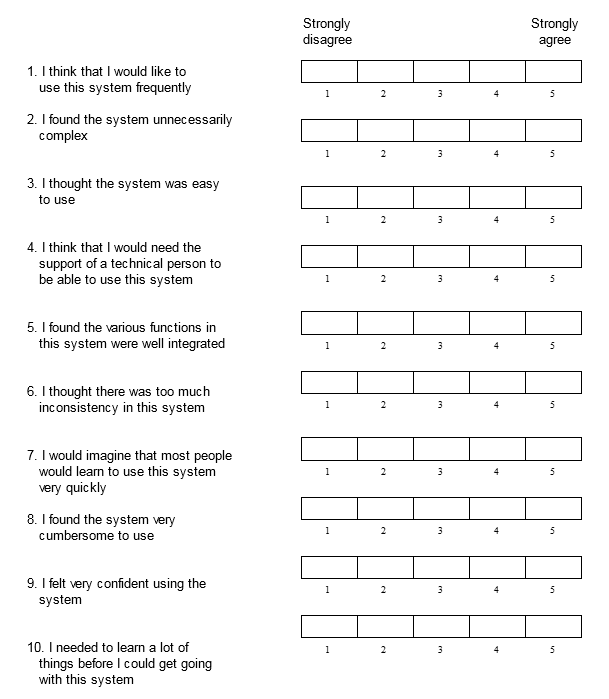 Strongly disagree
Strongly agree
1. I think that I would like to
use this system frequently
1 2 3 4 5
2. I found the system unnecessarily
complex
1 2 3 4 5
3. I thought the system was easy
to use
1 2 3 4 5
4. I think that I would need the
support of a technical person to
be able to use this system
1 2 3 4 5
5. I found the various functions in
this system were well integrated
1 2 3 4 5
6. I thought there was too much
inconsistency in this system
1 2 3 4 5
7. I would imagine that most people
would learn to use this system
very quickly
1 2 3 4 5
8. I found the system very
cumbersome to use
1 2 3 4 5
9. I felt very confident using the
system
1 2 3 4 5
10. I needed to learn a lot of
things before I could get going
with this system
1 2 3 4 5